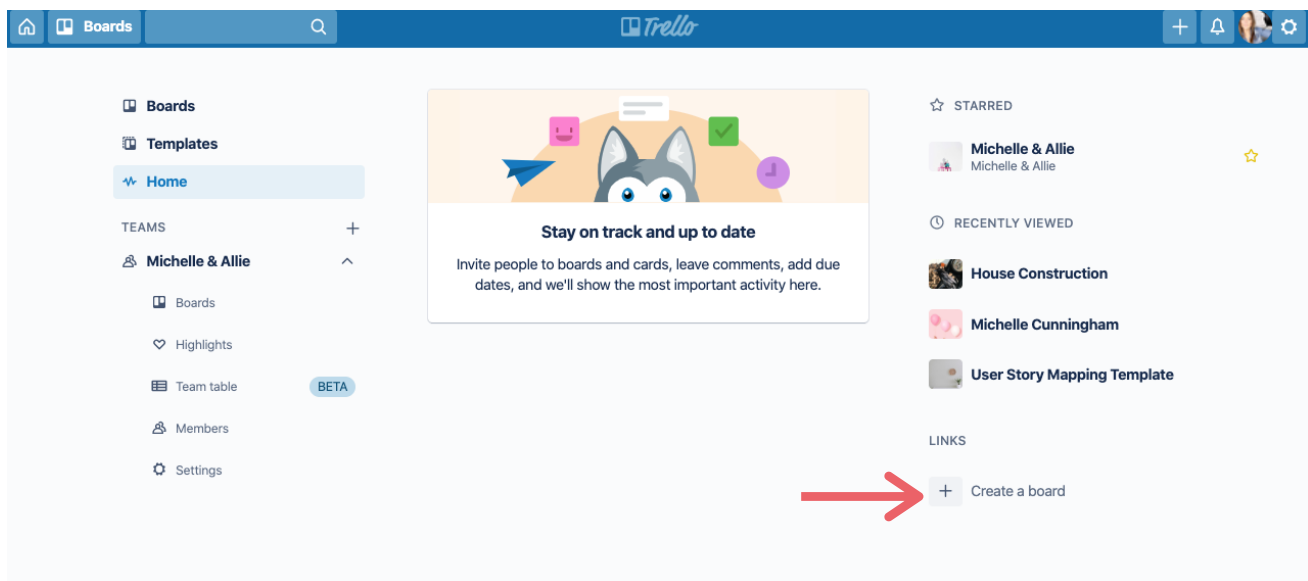 Boards
Trello
Boards
Templates
Home
TEAMS
Michelle & Allie
Boards
Highlights
Team table BETA
Members
Settings
Stay on track and up to date
Invite people to boards and cards, leave comments, add due
dates, and we'll show the most important activity here.
STARRED
Michelle & Allie
Michelle & Allie
RECENTLY VIEWED
House Construction
Michelle Cunningham
User Story Mapping Template
LINKS
Create a board